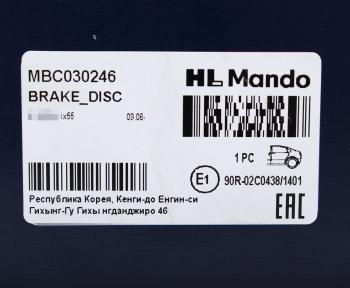 MBC030246
HL Mando
BRAKE_DISC
ix55 09.06-
1 PC
E1
90R-02C0438/1401
Республика Корея, Кенги-до Енгин-си
Гихынг-Гу Гихы нгданджиро 46
EAC